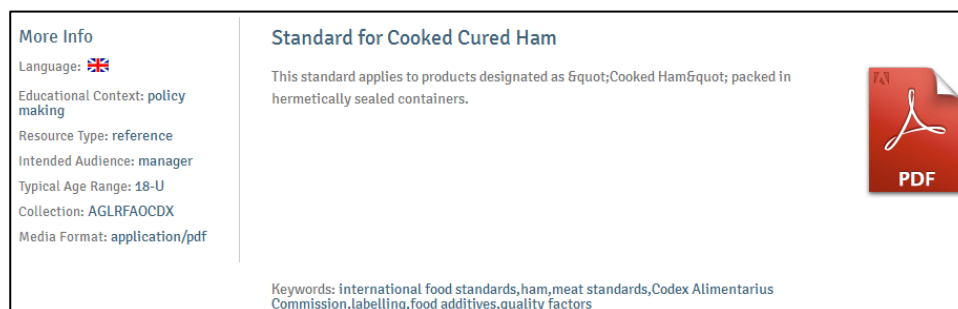 More Info
Language:
Educational Context: policy
making
Resource Type: reference
Intended Audience: manager
Typical Age Range: 18-U
Collection: AGLRFAOCDX
Media Format: application/pdf
Standard for Cooked Cured Ham
This standard applies to products designated as &quot;Cooked Ham&quot; packed in
hermetically sealed containers.
PDF
Keywords: international food standards,ham,meat standards,Codex Alimentarius
Commission,labelling,food additives,quality factors